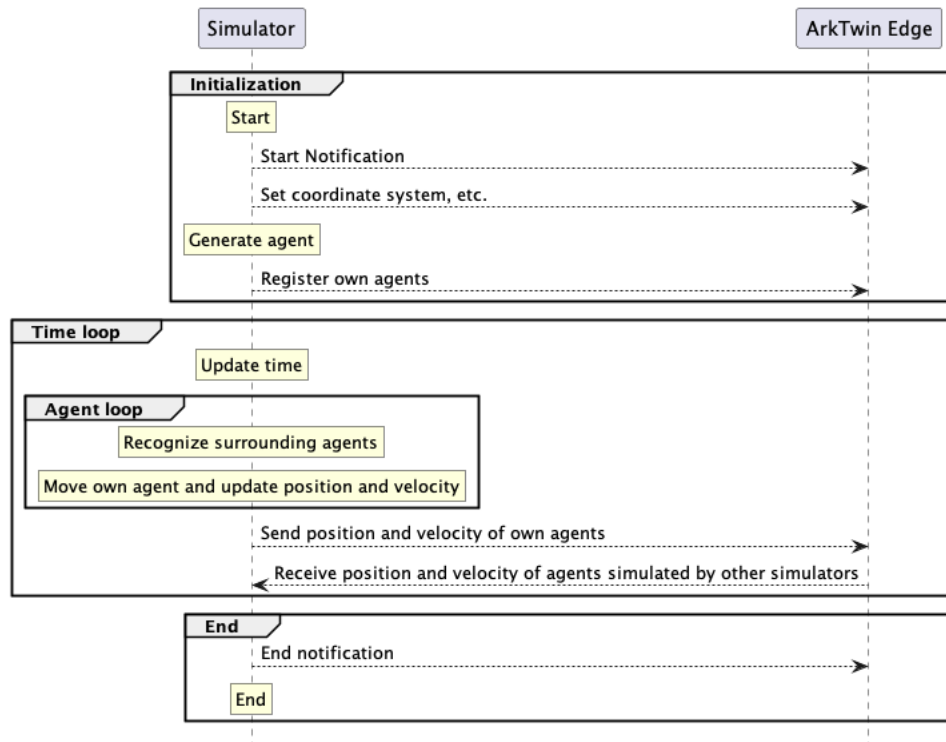 Simulator
ArkTwin Edge
Initialization
Start
Start Notification
Set coordinate system, etc.
Generate agent
Register own agents
Time loop
Update time
Agent loop
Recognize surrounding agents
Move own agent and update position and velocity
Send position and velocity of own agents
Receive position and velocity of agents simulated by other simulators
End
End notification
End